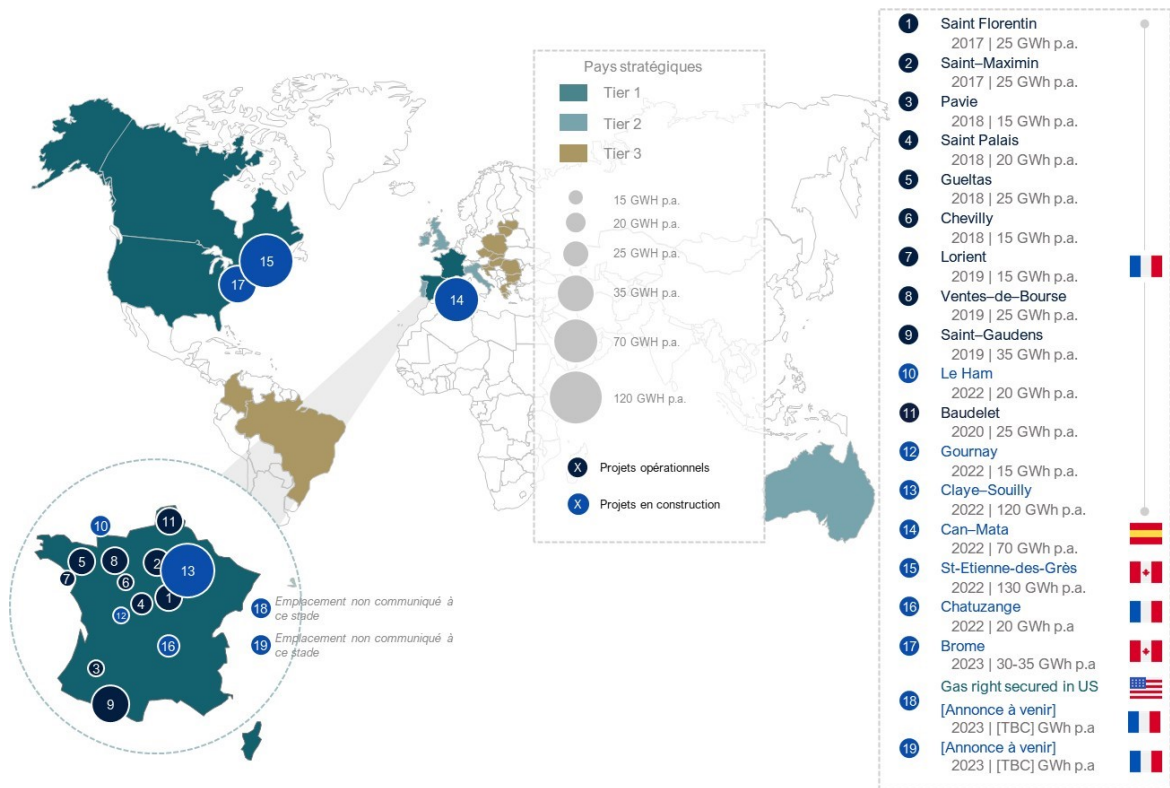 Pays stratégiques
Tier 1
Tier 2
Tier 3
15 GWH p.a.
20 GWH p.a.
25 GWH p.a.
35 GWH p.a.
70 GWH p.a.
120 GWH p.a.
X Projets opérationnels
X Projets en construction
15
17
14
10
11
5
8
2
13
7
6
4
1
12
16
3
9
18 Emplacement non communiqué à
ce stade
19 Emplacement non communiqué à
ce stade
1 Saint Florentin
2017 | 25 GWh p.a.
2 Saint–Maximin
2017 | 25 GWh p.a.
3 Pavie
2018 | 15 GWh p.a.
4 Saint Palais
2018 | 20 GWh p.a.
5 Gueltas
2018 | 25 GWh p.a.
6 Chevilly
2018 | 15 GWh p.a.
7 Lorient
2019 | 15 GWh p.a.
8 Ventes–de–Bourse
2019 | 25 GWh p.a.
9 Saint–Gaudens
2019 | 35 GWh p.a.
10 Le Ham
2022 | 20 GWh p.a.
11 Baudelet
2020 | 25 GWh p.a.
12 Gournay
2022 | 15 GWh p.a.
13 Claye–Souilly
2022 | 120 GWh p.a.
14 Can–Mata
2022 | 70 GWh p.a.
15 St-Etienne-des-Grès
2022 | 130 GWh p.a.
16 Chatuzange
2022 | 20 GWh p.a
17 Brome
2023 | 30-35 GWh p.a
Gas right secured in US
18 [Annonce à venir]
2023 | [TBC] GWh p.a
19 [Annonce à venir]
2023 | [TBC] GWh p.a